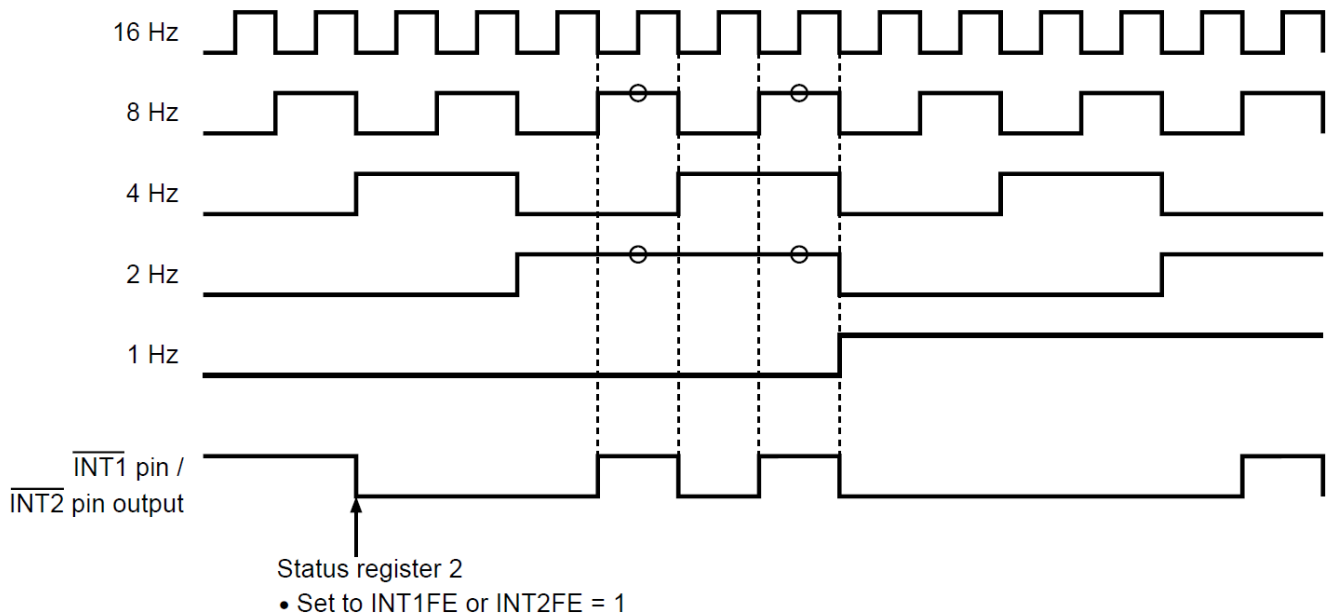 16 Hz
8 Hz
4 Hz
2 Hz
1 Hz
INT1 pin /
INT2 pin output
Status register 2
• Set to INT1FE or INT2FE = 1